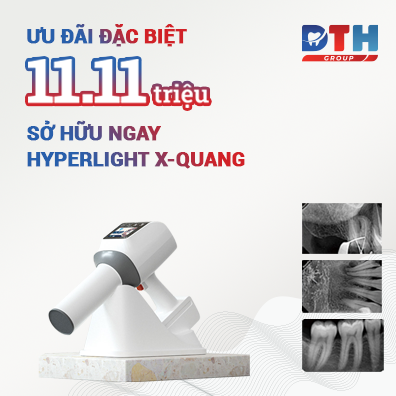 ƯU ĐÃI ĐẶC BIỆT
DTH
GROUP
11.11 triệu
SỞ HỮU NGAY
HYPERLIGHT X-QUANG